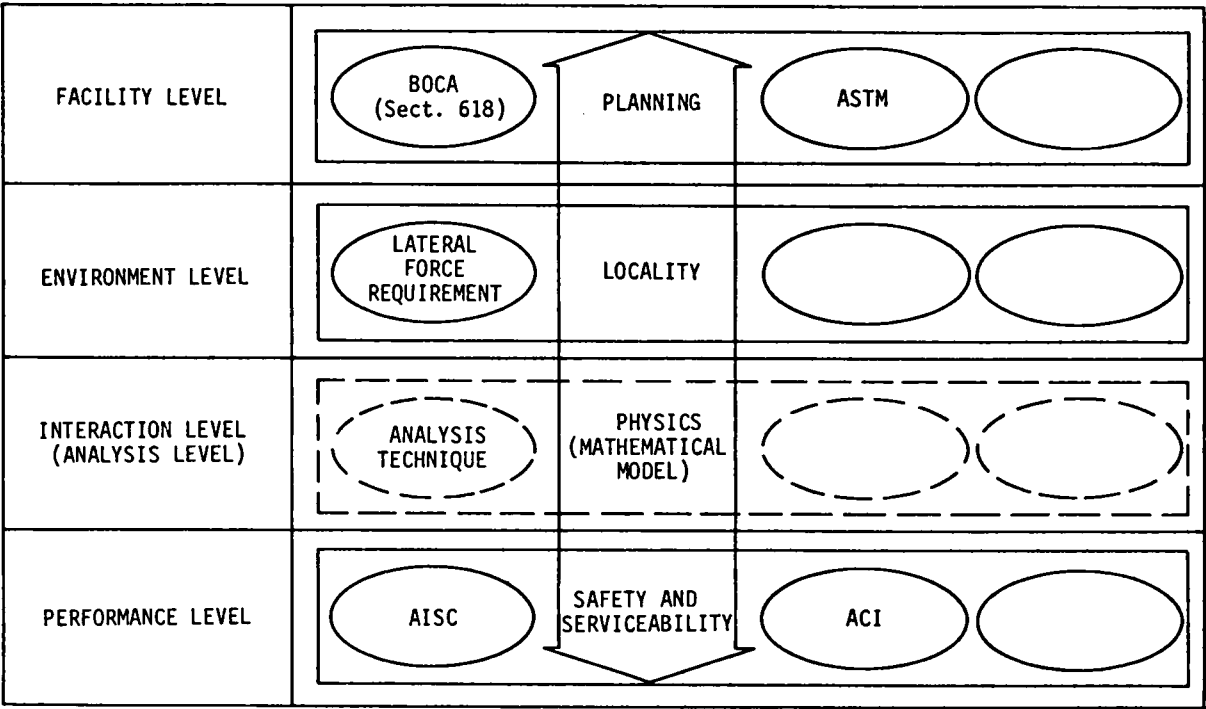 FACILITY LEVEL
BOCA
(Sect. 618)
PLANNING
ASTM
ENVIRONMENT LEVEL
LATERAL
FORCE
REQUIREMENT
LOCALITY
INTERACTION LEVEL
(ANALYSIS LEVEL)
ANALYSIS
TECHNIQUE
PHYSICS
(MATHEMATICAL
MODEL)
PERFORMANCE LEVEL
AISC
SAFETY AND
SERVICEABILITY
ACI